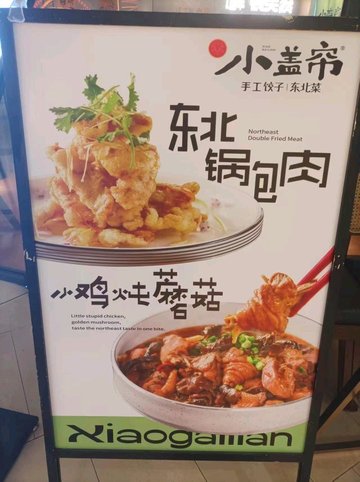 小盖帘®
手工饺子|东北菜
东北
Northeast
Double Fried Meat
锅包肉
小鸡炖蘑菇
Little stupid chicken,
golden mushroom,
taste the northeast taste in one bite.
Xiaogailian